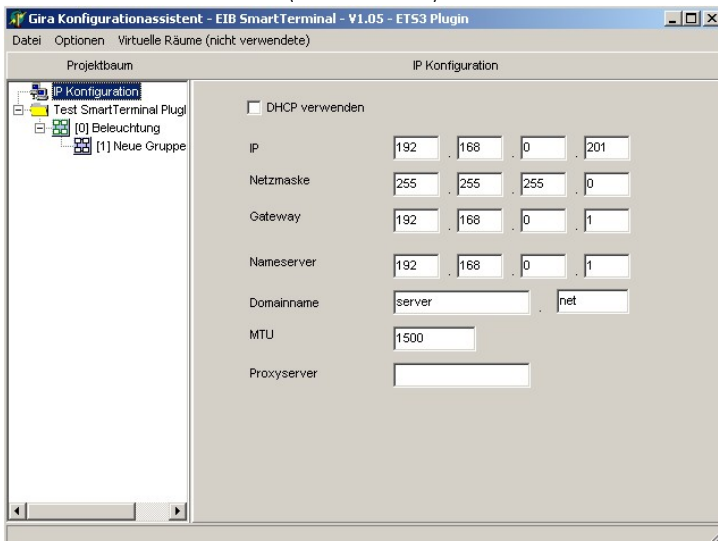 Gira Konfigurationassistent - EIB SmartTerminal - V1.05 - ETS3 Plugin
Datei Optionen Virtuelle Räume (nicht verwendete)
Projektbaum IP Konfiguration
IP Konfiguration
Test SmartTerminal Plugi
[0] Beleuchtung
[1] Neue Gruppe
DHCP verwenden
IP 192 . 168 . 0 . 201
Netzmaske 255 . 255 . 255 . 0
Gateway 192 . 168 . 0 . 1
Nameserver 192 . 168 . 0 . 1
Domainname server . net
MTU 1500
Proxyserver